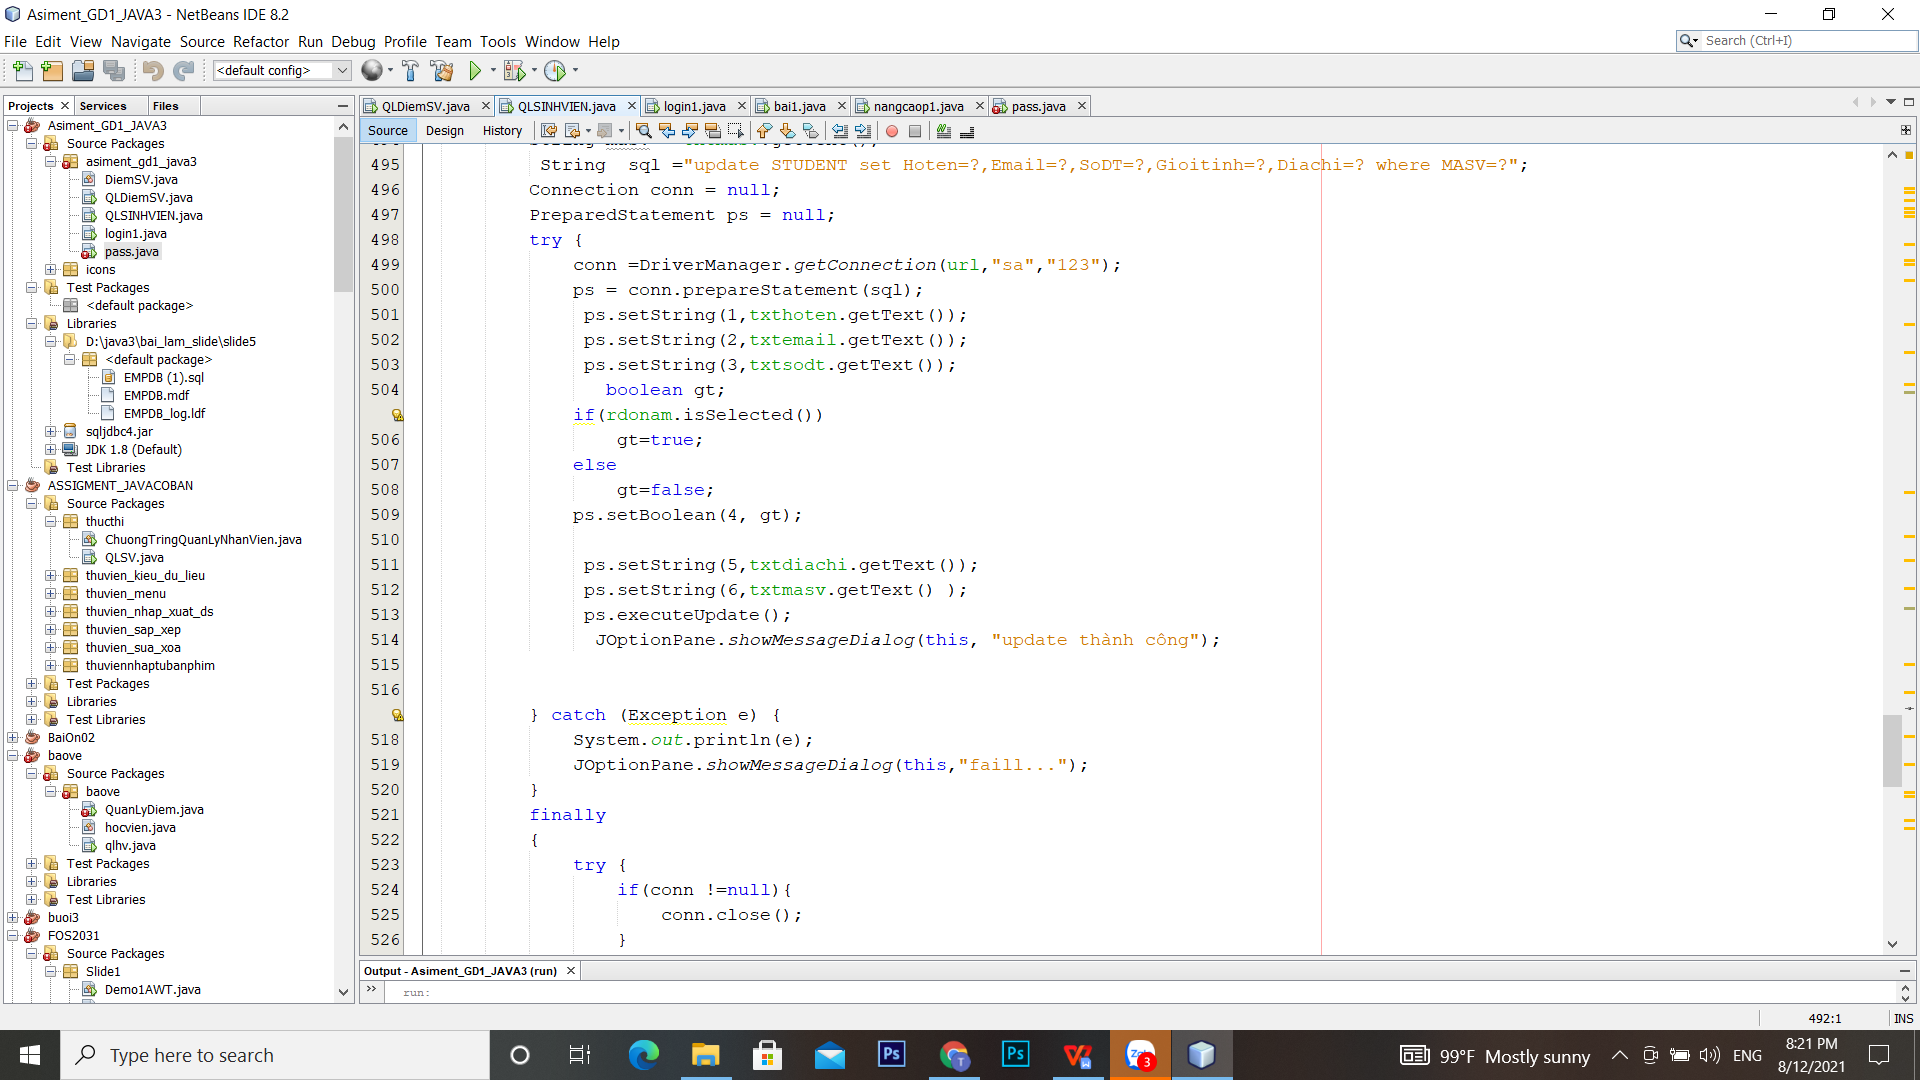 Asiment_GD1_JAVA3 - NetBeans IDE 8.2
File Edit View Navigate Source Refactor Run Debug Profile Team Tools Window Help
Search (Ctrl+I)
<default config>
Projects Services Files
Asiment_GD1_JAVA3
Source Packages
asiment_gd1_java3
DiemSV.java
QLDiemSV.java
QLSINHVIEN.java
login1.java
pass.java
icons
Test Packages
<default package>
Libraries
D:\java3\bai_lam_slide\slide5
<default package>
EMPDB (1).sql
EMPDB.mdf
EMPDB_log.ldf
sqljdbc4.jar
JDK 1.8 (Default)
Test Libraries
ASSIGMENT_JAVACOBAN
Source Packages
thucthi
ChuongTringQuanLyNhanVien.java
QLSV.java
thuvien_kieu_du_lieu
thuvien_menu
thuvien_nhap_xuat_ds
thuvien_sap_xep
thuvien_sua_xoa
thuviennhaptubanphim
Test Packages
Libraries
Test Libraries
BaiOn02
baove
Source Packages
baove
QuanLyDiem.java
hocvien.java
qlhv.java
Test Packages
Libraries
Test Libraries
buoi3
FOS2031
Source Packages
Slide1
Demo1AWT.java
QLDiemSV.java QLSINHVIEN.java login1.java bai1.java nangcaop1.java pass.java
Source Design History
495 String sql ="update STUDENT set Hoten=?,Email=?,SoDT=?,Gioitinh=?,Diachi=? where MASV=?";
496 Connection conn = null;
497 PreparedStatement ps = null;
498 try {
499 conn =DriverManager.getConnection(url,"sa","123");
500 ps = conn.prepareStatement(sql);
501 ps.setString(1,txthoten.getText());
502 ps.setString(2,txtemail.getText());
503 ps.setString(3,txtsodt.getText());
504 boolean gt;
if(rdonam.isSelected())
506 gt=true;
507 else
508 gt=false;
509 ps.setBoolean(4, gt);
510
511 ps.setString(5,txtdiachi.getText());
512 ps.setString(6,txtmasv.getText() );
513 ps.executeUpdate();
514 JOptionPane.showMessageDialog(this, "update thành công");
515
516
} catch (Exception e) {
518 System.out.println(e);
519 JOptionPane.showMessageDialog(this,"faill...");
520 }
521 finally
522 {
523 try {
524 if(conn !=null){
525 conn.close();
526 }
Output - Asiment_GD1_JAVA3 (run)
run:
492:1 INS
Type here to search
99°F Mostly sunny
ENG
8:21 PM
8/12/2021